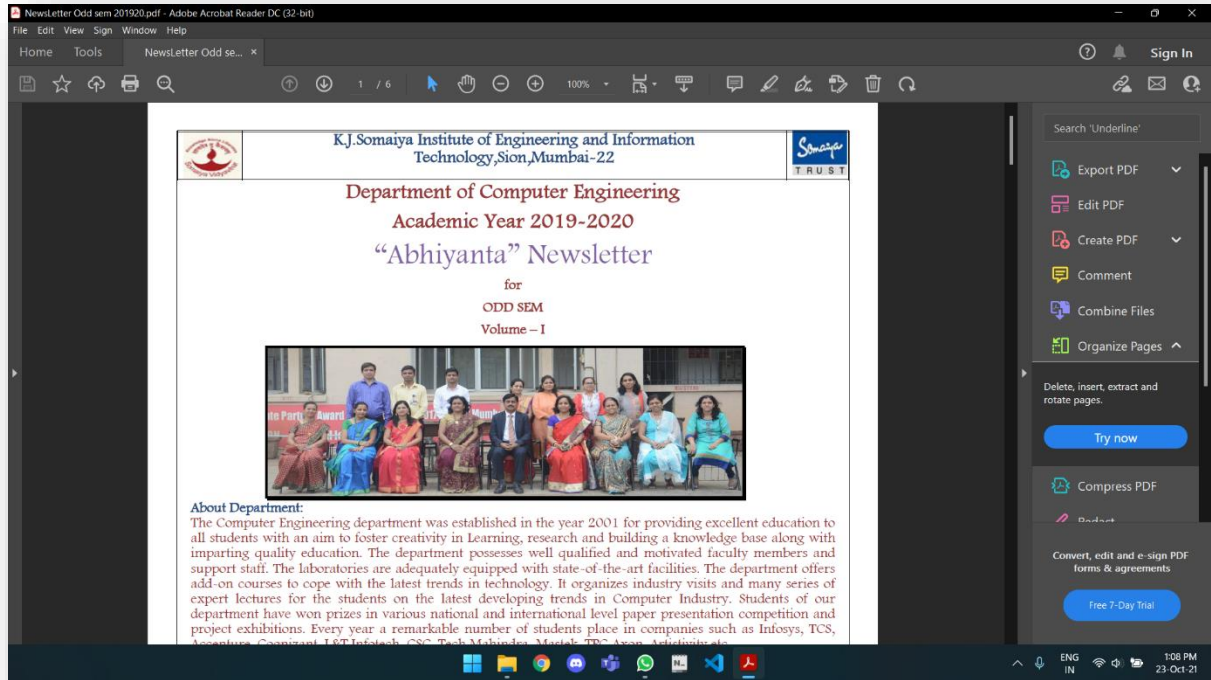 NewsLetter Odd sem 201920.pdf - Adobe Acrobat Reader DC (32-bit)
File Edit View Sign Window Help
Home Tools NewsLetter Odd se... ×
Sign In
1 / 6 100%
Search 'Underline'
K.J.Somaiya Institute of Engineering and Information
Technology,Sion,Mumbai-22
Somaiya
TRUST
Department of Computer Engineering
Academic Year 2019-2020
“Abhiyanta” Newsletter
for
ODD SEM
Volume – I
About Department:
The Computer Engineering department was established in the year 2001 for providing excellent education to
all students with an aim to foster creativity in Learning, research and building a knowledge base along with
imparting quality education. The department possesses well qualified and motivated faculty members and
support staff. The laboratories are adequately equipped with state-of-the-art facilities. The department offers
add-on courses to cope with the latest trends in technology. It organizes industry visits and many series of
expert lectures for the students on the latest developing trends in Computer Industry. Students of our
department have won prizes in various national and international level paper presentation competition and
project exhibitions. Every year a remarkable number of students place in companies such as Infosys, TCS,
Accenture, Cognizant, L&T Infotech, CSC, Tech Mahindra,
Export PDF
Edit PDF
Create PDF
Comment
Combine Files
Organize Pages
Delete, insert, extract and
rotate pages.
Try now
Compress PDF
Redact
Convert, edit and e-sign PDF
forms & agreements
Free 7-Day Trial
ENG
IN
1:08 PM
23-Oct-21